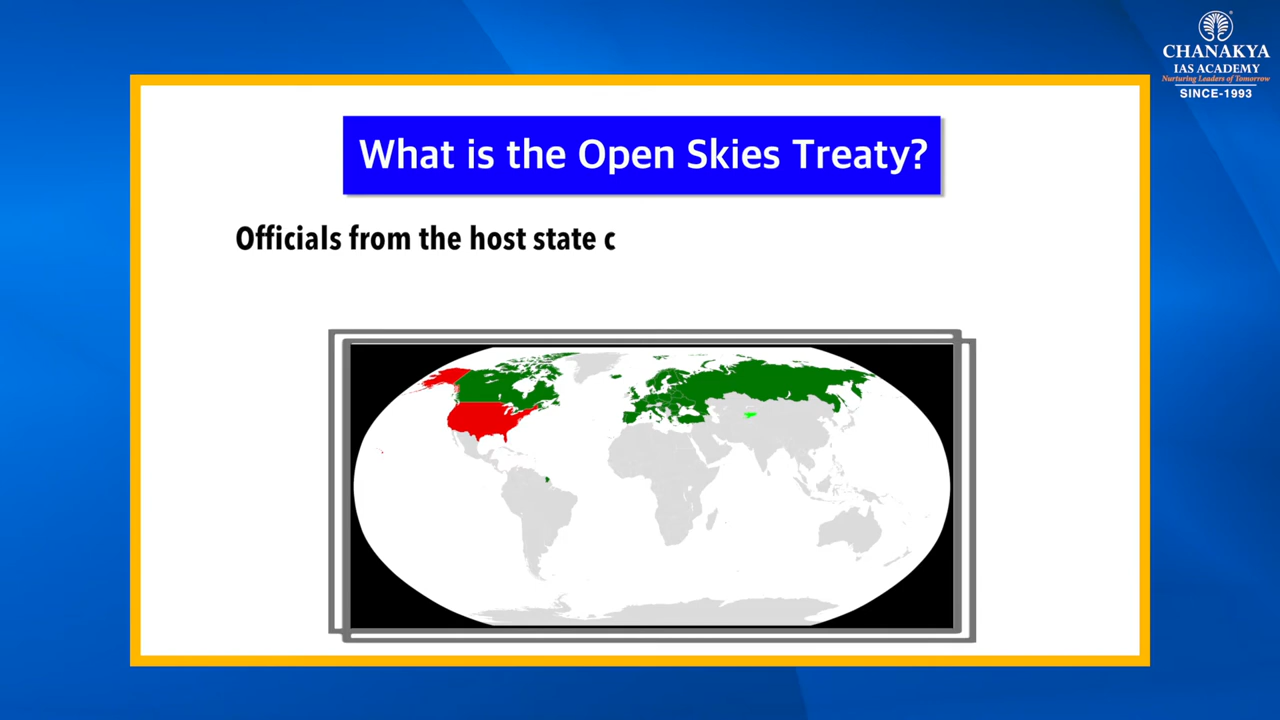 CHANAKYA
IAS ACADEMY
Nurturing Leaders of Tomorrow
SINCE-1993
What is the Open Skies Treaty?
Officials from the host state c